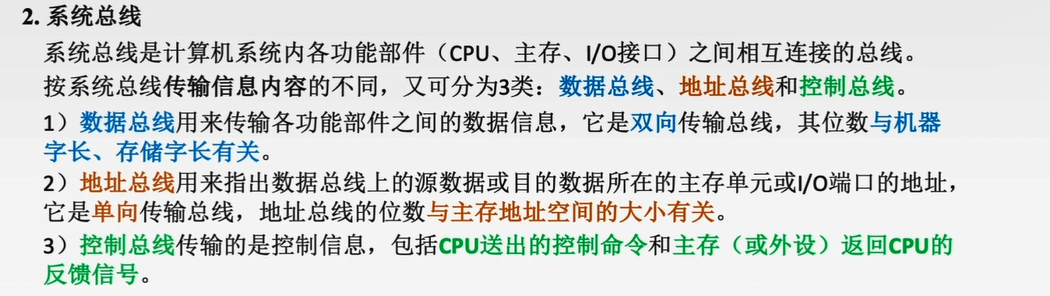 2. 系统总线
系统总线是计算机系统内各功能部件（CPU、主存、I/O接口）之间相互连接的总线。
按系统总线传输信息内容的不同，又可分为3类：数据总线、地址总线和控制总线。
1）数据总线用来传输各功能部件之间的数据信息，它是双向传输总线，其位数与机器
字长、存储字长有关。
2）地址总线用来指出数据总线上的源数据或目的数据所在的主存单元或I/O端口的地址，
它是单向传输总线，地址总线的位数与主存地址空间的大小有关。
3）控制总线传输的是控制信息，包括CPU送出的控制命令和主存（或外设）返回CPU的
反馈信号。